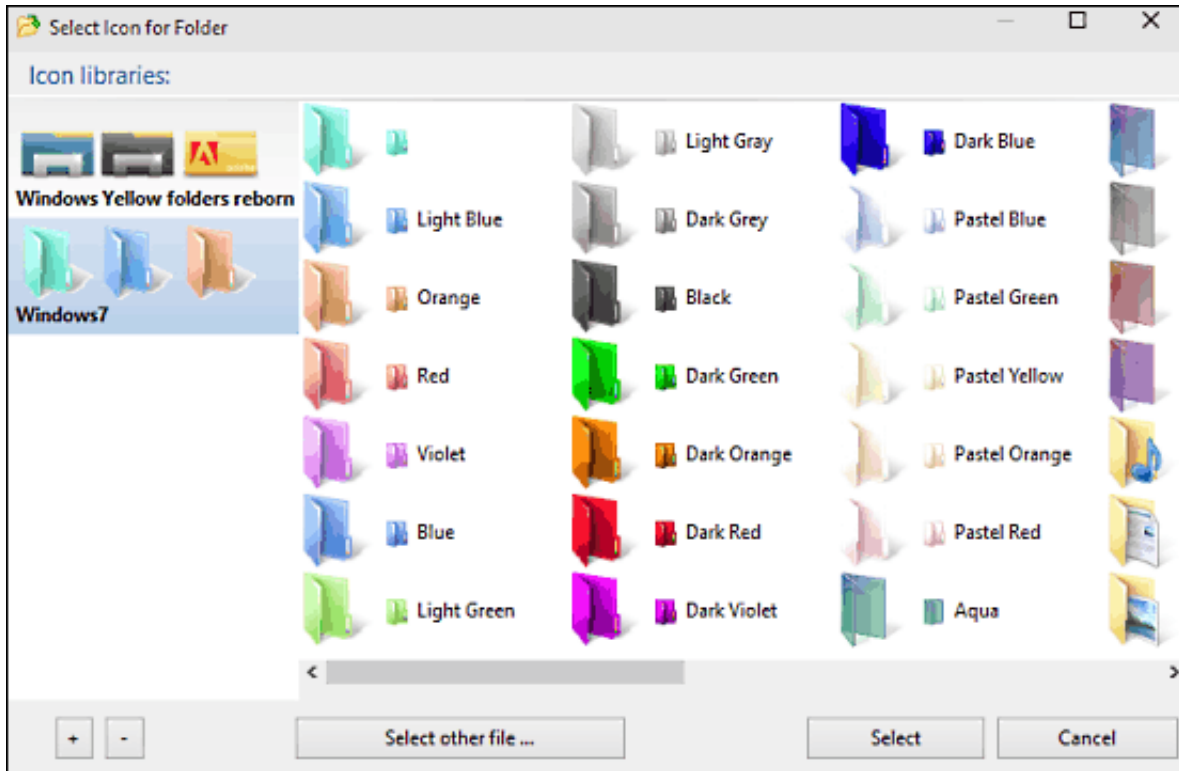 Select Icon for Folder
Icon libraries:
Windows Yellow folders reborn
Windows7
Light Gray
Dark Blue
Light Blue
Dark Grey
Pastel Blue
Orange
Black
Pastel Green
Red
Dark Green
Pastel Yellow
Violet
Dark Orange
Pastel Orange
Blue
Dark Red
Pastel Red
Light Green
Dark Violet
Aqua
+
-
Select other file ...
Select
Cancel